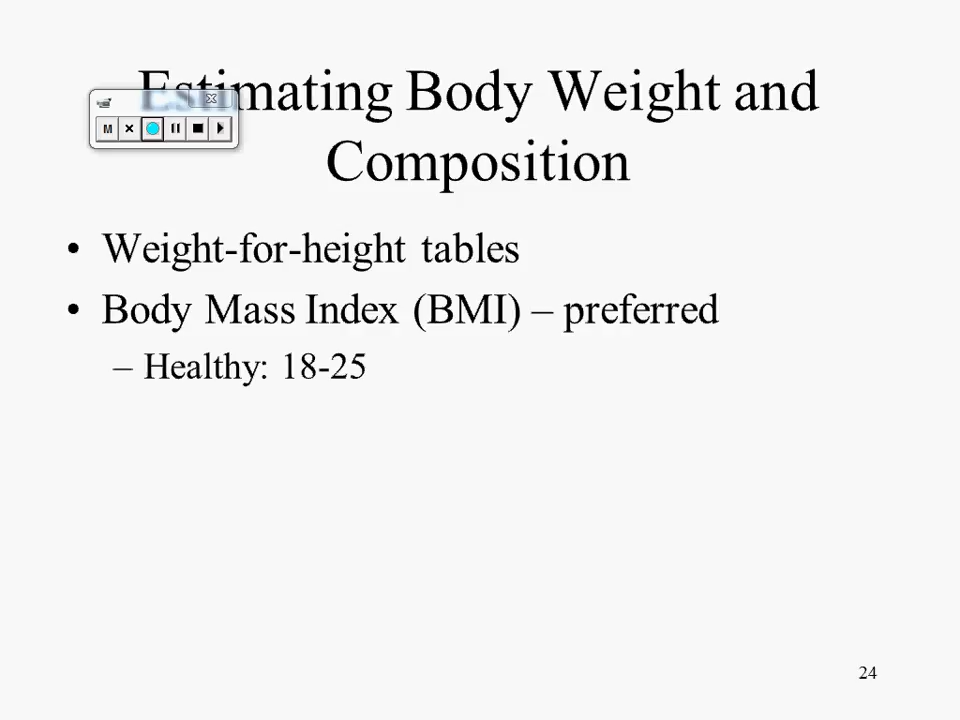 Estimating Body Weight and
Composition
M
• Weight-for-height tables
• Body Mass Index (BMI) – preferred
– Healthy: 18-25
24